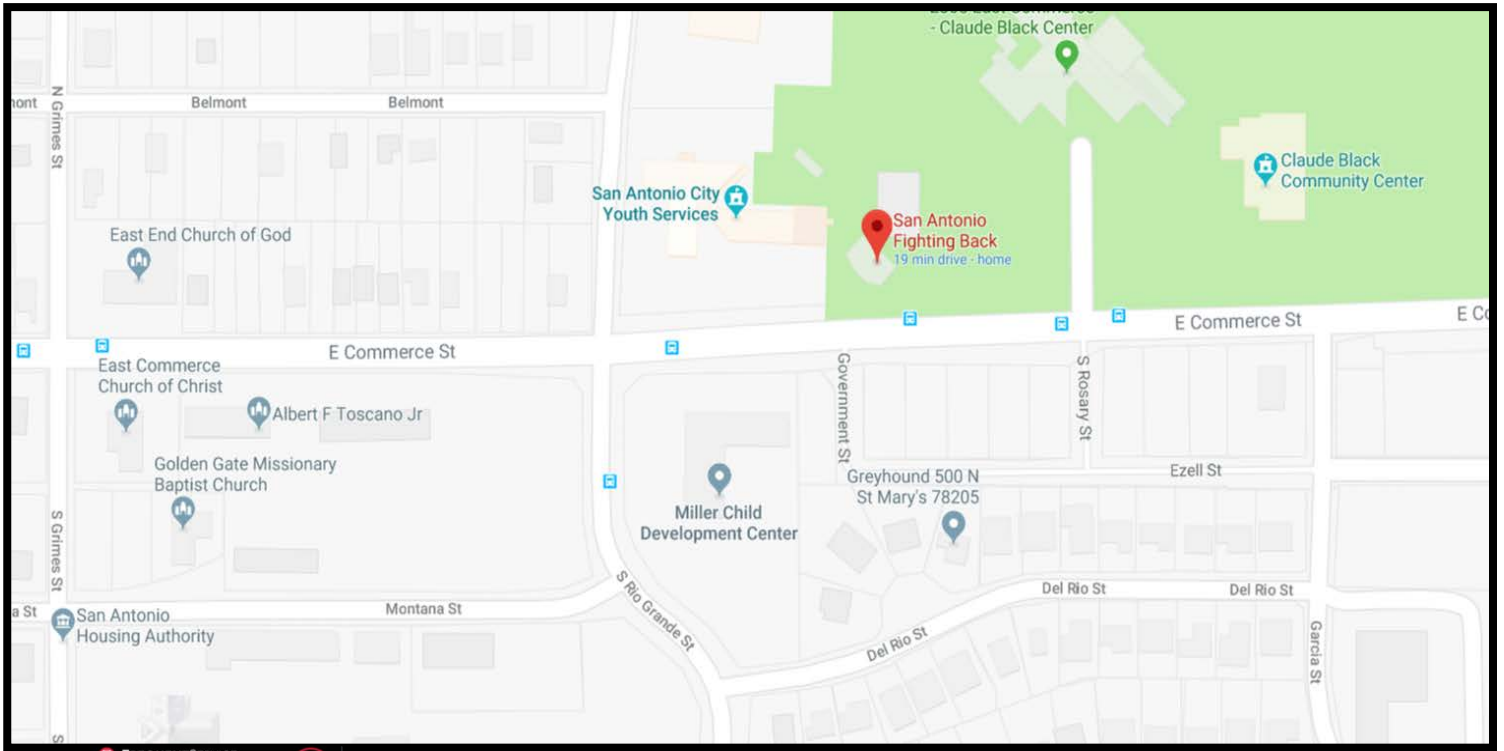 - Claude Black Center
N Grimes St
Belmont
Belmont
Claude Black
Community Center
San Antonio City
Youth Services
San Antonio
Fighting Back
19 min drive - home
East End Church of God
E Commerce St
E Commerce St
East Commerce
Church of Christ
Albert F Toscano Jr
Government St
S Rosary St
Golden Gate Missionary
Baptist Church
Ezell St
Greyhound 500 N
St Mary's 78205
Miller Child
Development Center
S Grimes St
S Rio Grande St
Del Rio St
Del Rio St
Montana St
San Antonio
Housing Authority
Del Rio St
Garcia St